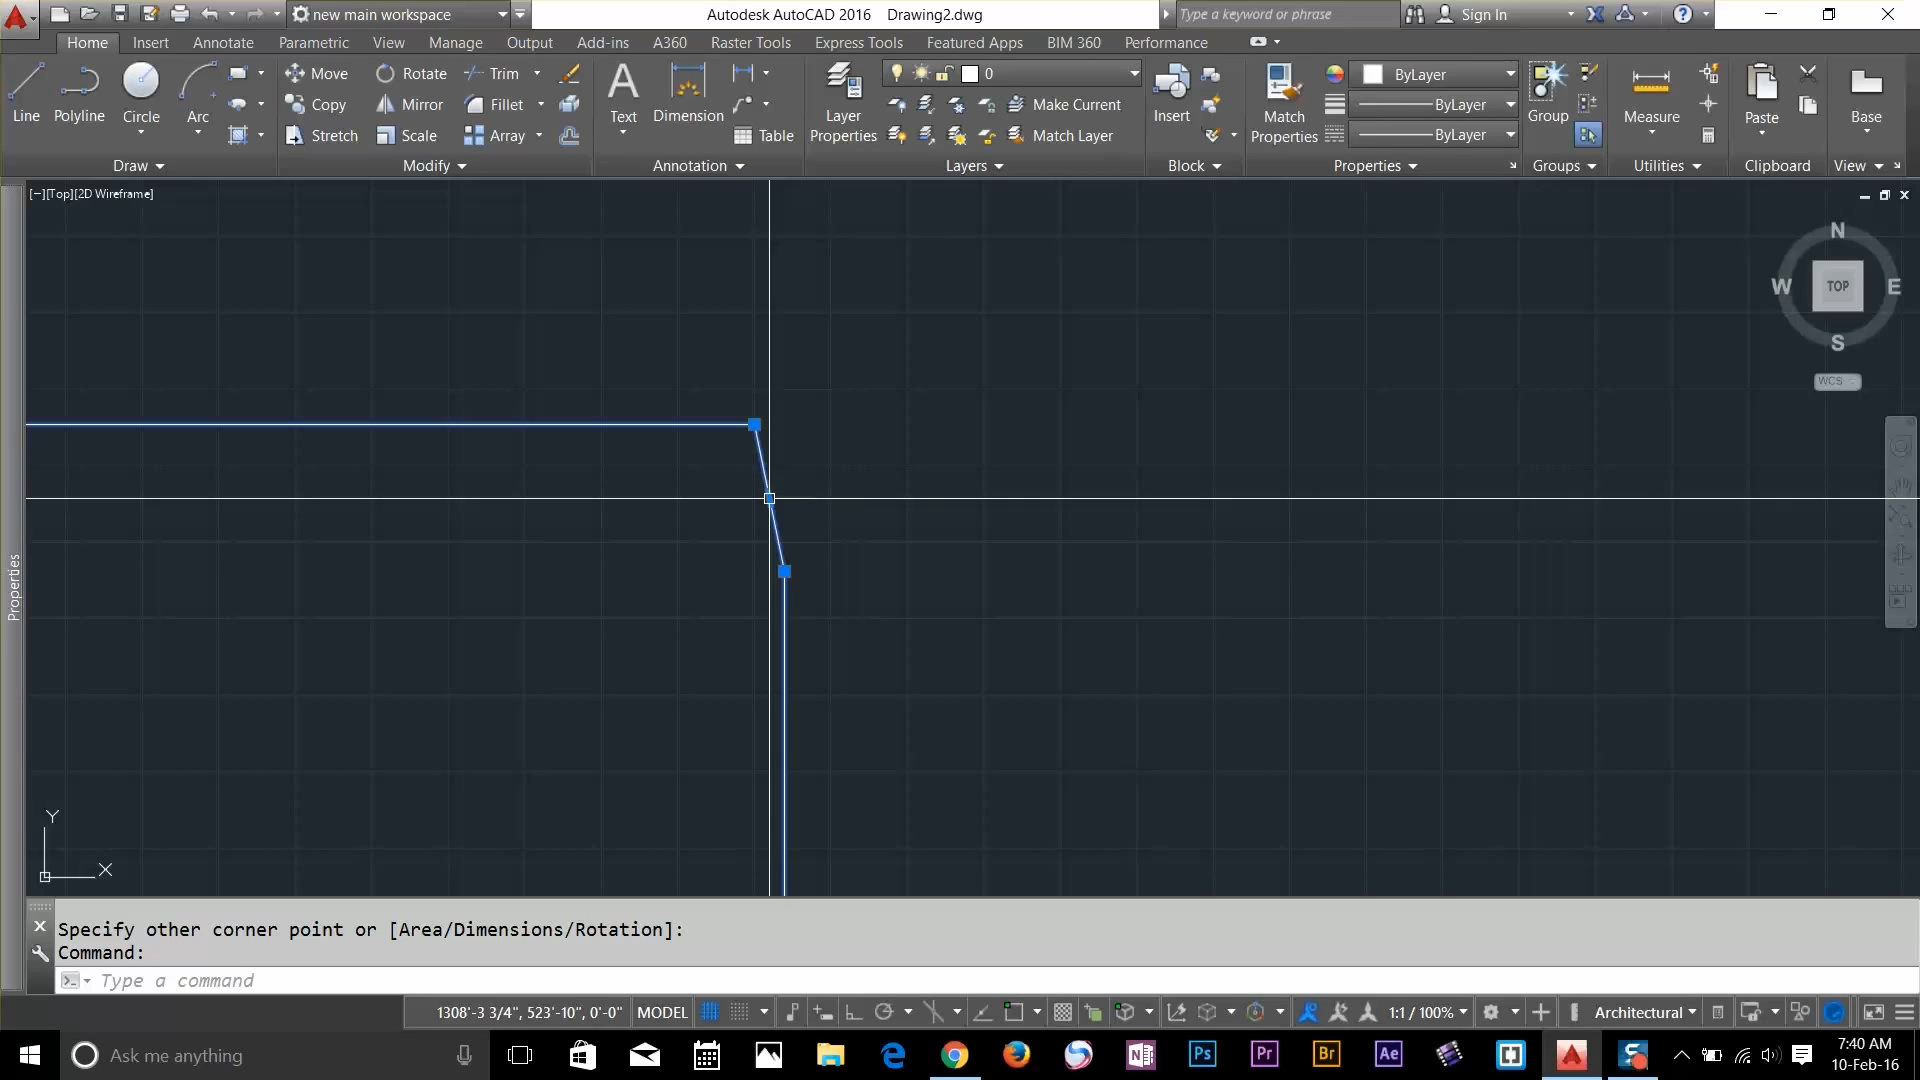 new main workspace
Autodesk AutoCAD 2016 Drawing2.dwg
Type a keyword or phrase
Sign In
Home Insert Annotate Parametric View Manage Output Add-ins A360 Raster Tools Express Tools Featured Apps BIM 360 Performance
Line Polyline Circle Arc
Move Rotate Trim
Copy Mirror Fillet
Stretch Scale Array
Text Dimension Table
Layer Properties
0
Make Current
Match Layer
Insert
Match Properties
ByLayer
ByLayer
ByLayer
Group
Measure
Paste
Base
Draw Modify Annotation Layers Block Properties Groups Utilities Clipboard View
[−][Top][2D Wireframe]
N
W TOP E
S
WCS
Properties
Y
X
Specify other corner point or [Area/Dimensions/Rotation]:
Command:
Type a command
1308'-3 3/4", 523'-10", 0'-0" MODEL 1:1 / 100% Architectural
Ask me anything
N Ps Pr Br Ae
7:40 AM
10-Feb-16